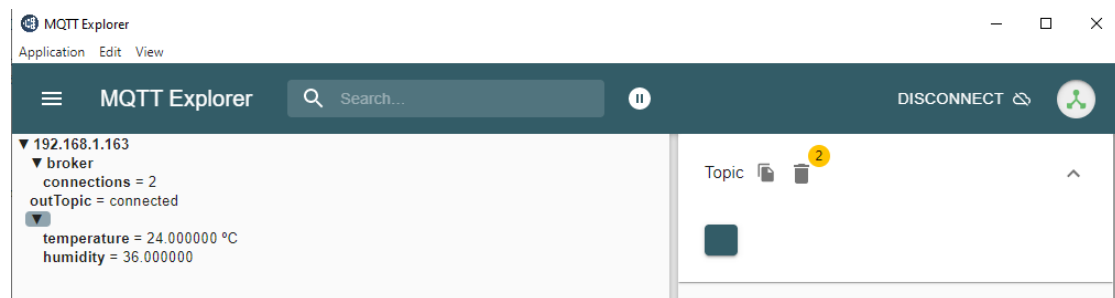 MQTT Explorer
Application Edit View
MQTT Explorer
Search...
DISCONNECT
▼ 192.168.1.163
▼ broker
connections = 2
outTopic = connected
▼
temperature = 24.000000 ºC
humidity = 36.000000
Topic
2